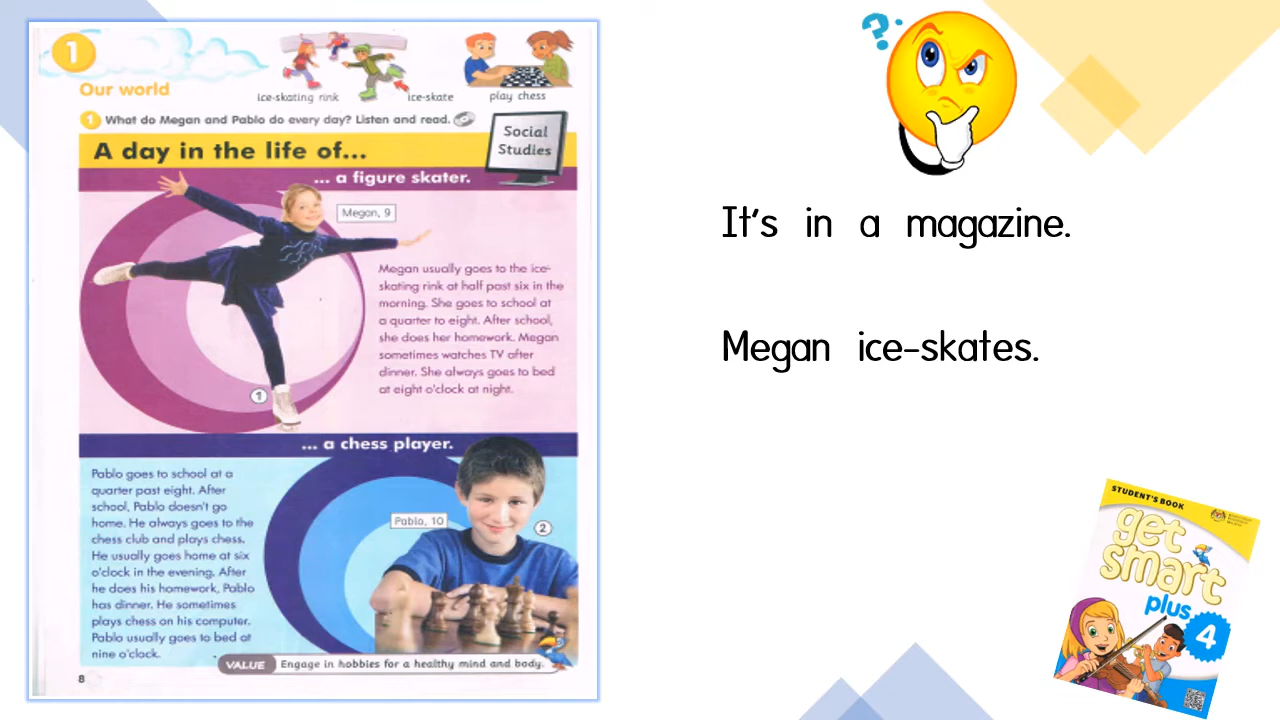 1
Our world
ice-skating rink
ice-skate
play chess
1 What do Megan and Pablo do every day? Listen and read.
Social
Studies
A day in the life of...
... a figure skater.
Megan, 9
Megan usually goes to the ice-
skating rink at half past six in the
morning. She goes to school at
a quarter to eight. After school,
she does her homework. Megan
sometimes watches TV after
dinner. She always goes to bed
at eight o'clock at night.
1
... a chess player.
Pablo goes to school at a
quarter past eight. After
school, Pablo doesn't go
home. He always goes to the
chess club and plays chess.
He usually goes home at six
o'clock in the evening. After
he does his homework, Pablo
has dinner. He sometimes
plays chess on his computer.
Pablo usually goes to bed at
nine o'clock.
Pablo, 10
2
VALUE Engage in hobbies for a healthy mind and body.
8
?
It's in a magazine.
Megan ice-skates.
STUDENT'S BOOK
get
smart
plus
4